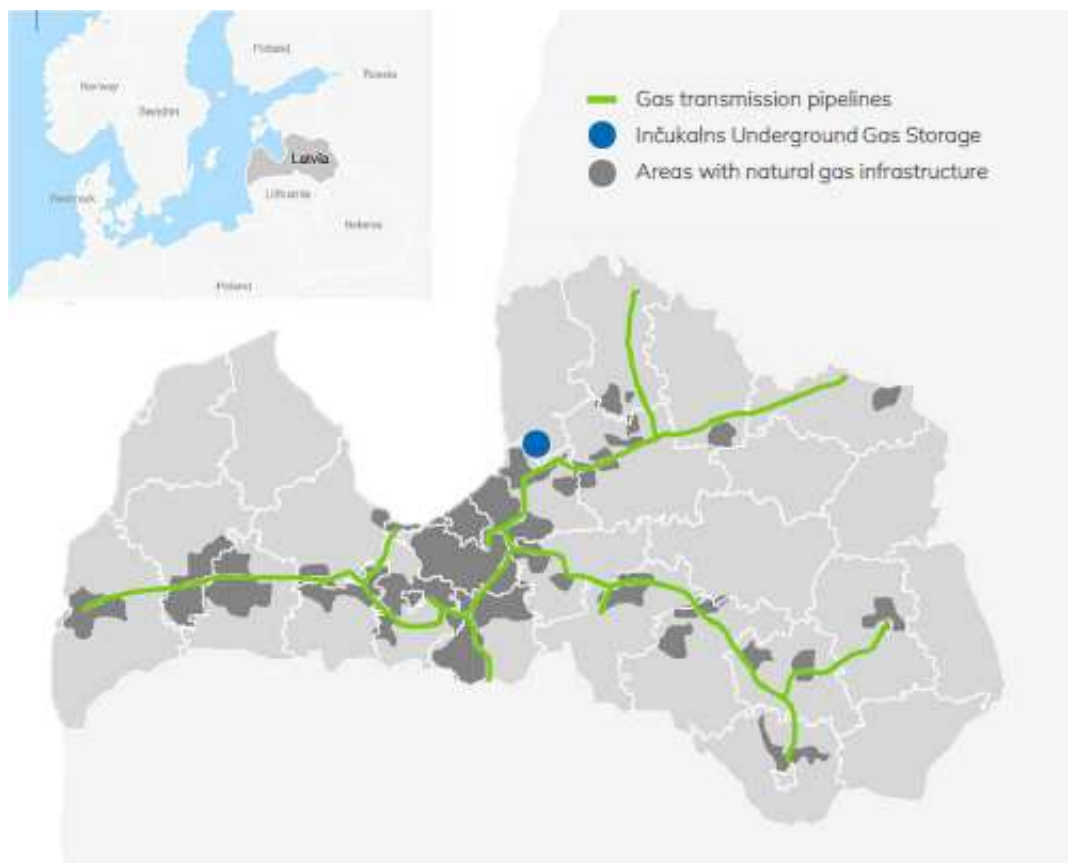 Finland
Russia
Norway
Sweden
Latvia
Lithuania
Denmark
Belarus
Poland
Gas transmission pipelines
Inčukalns Underground Gas Storage
Areas with natural gas infrastructure